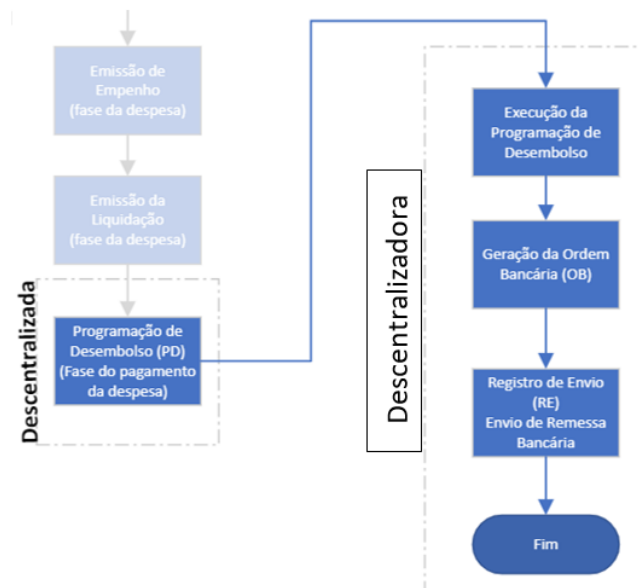 Emissão de
Empenho
(fase da despesa)
Emissão da
Liquidação
(fase da despesa)
Descentralizada
Programação de
Desembolso (PD)
(Fase do pagamento
da despesa)
Descentralizadora
Execução da
Programação de
Desembolso
Geração da Ordem
Bancária (OB)
Registro de Envio
(RE)
Envio de Remessa
Bancária
Fim